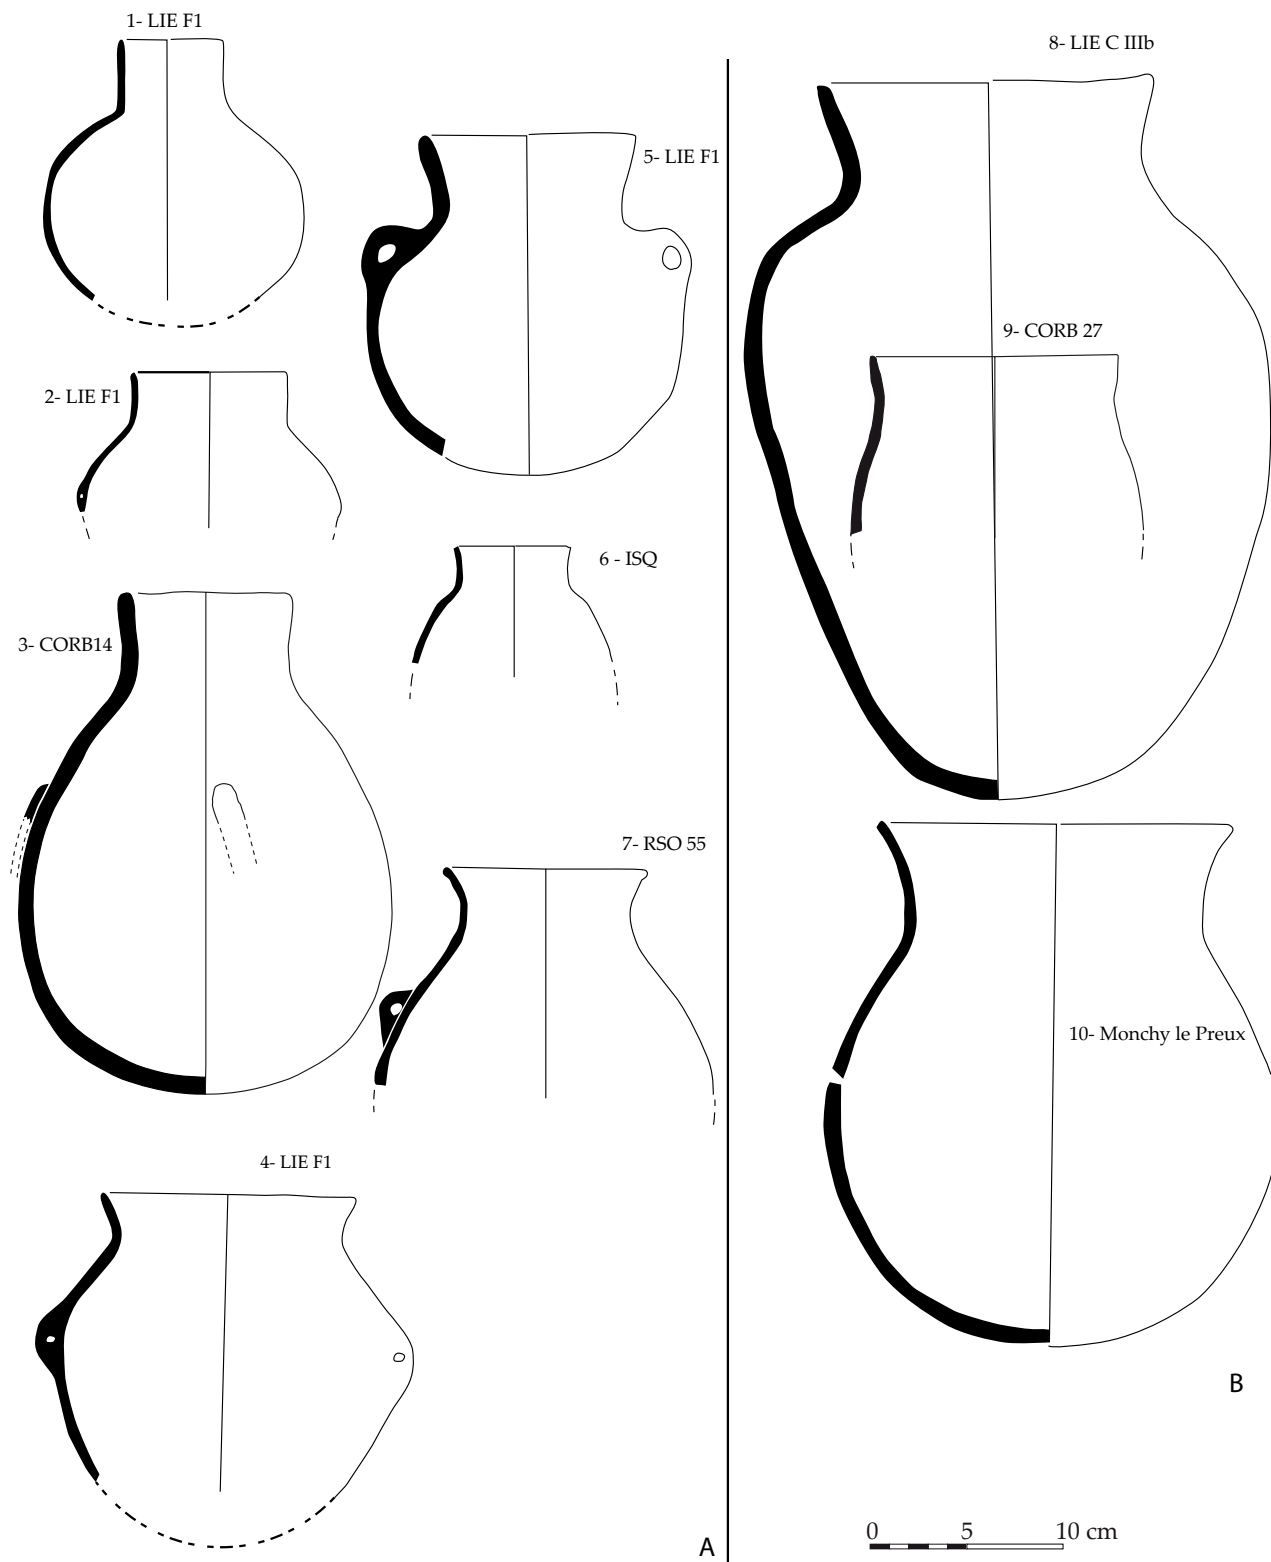 1- LIE F1
2- LIE F1
3- CORB14
4- LIE F1
5- LIE F1
6 - ISQ
7- RSO 55
A
8- LIE C IIIb
9- CORB 27
10- Monchy le Preux
B
0 5 10 cm